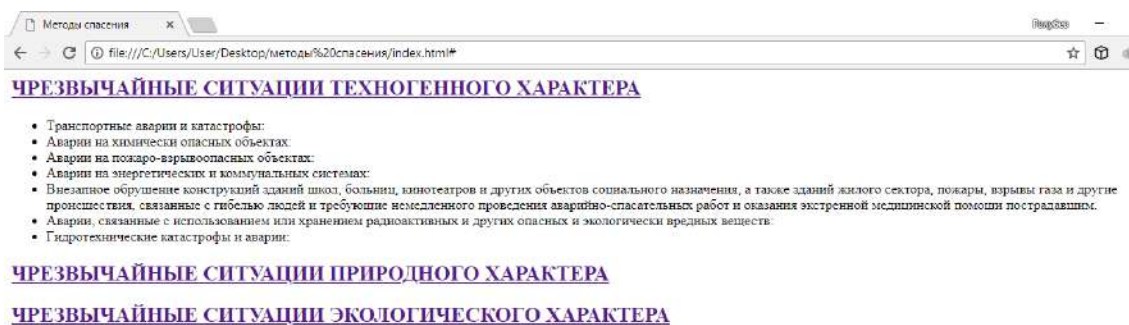 Методы спасения
file:///C:/Users/User/Desktop/методы%20спасения/index.html#
ЧРЕЗВЫЧАЙНЫЕ СИТУАЦИИ ТЕХНОГЕННОГО ХАРАКТЕРА
• Транспортные аварии и катастрофы:
• Аварии на химически опасных объектах:
• Аварии на пожаро-взрывоопасных объектах:
• Аварии на энергетических и коммунальных системах:
• Внезапное обрушение конструкций зданий школ, больниц, кинотеатров и других объектов социального назначения, а также зданий жилого сектора, пожары, взрывы газа и другие
происшествия, связанные с гибелью людей и требующие немедленного проведения аварийно-спасательных работ и оказания экстренной медицинской помощи пострадавшим.
• Аварии, связанные с использованием или хранением радиоактивных и других опасных и экологически вредных веществ:
• Гидротехнические катастрофы и аварии:
ЧРЕЗВЫЧАЙНЫЕ СИТУАЦИИ ПРИРОДНОГО ХАРАКТЕРА
ЧРЕЗВЫЧАЙНЫЕ СИТУАЦИИ ЭКОЛОГИЧЕСКОГО ХАРАКТЕРА